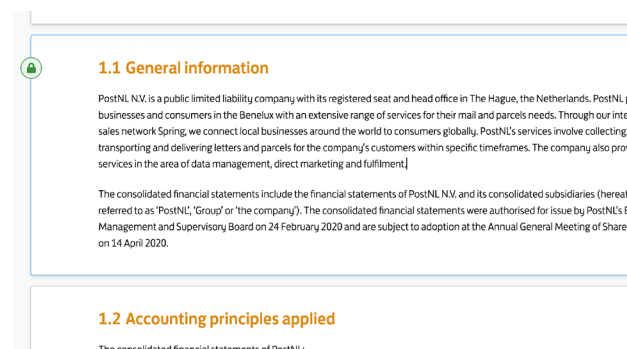 1.1 General information
PostNL N.V. is a public limited liability company with its registered seat and head office in The Hague, the Netherlands. PostNL
businesses and consumers in the Benelux with an extensive range of services for their mail and parcels needs. Through our
sales network Spring, we connect local businesses around the world to consumers globally. PostNL's services involve collecting,
transporting and delivering letters and parcels for the company's customers within specific timeframes. The company also
services in the area of data management, direct marketing and fulfilment.
The consolidated financial statements include the financial statements of PostNL N.V. and its consolidated subsidiaries
referred to as 'PostNL', 'Group' or 'the company'). The consolidated financial statements were authorised for issue by PostNL's
Management and Supervisory Board on 24 February 2020 and are subject to adoption at the Annual General Meeting of
on 14 April 2020.
1.2 Accounting principles applied
The consolidated financial statements of PostNL: